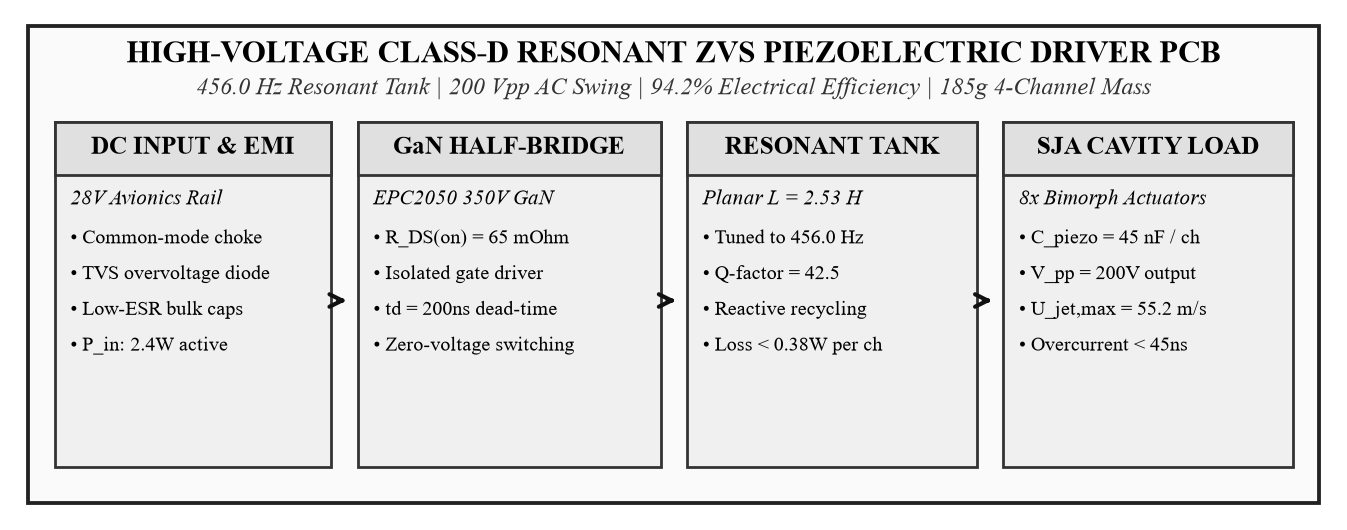 HIGH-VOLTAGE CLASS-D RESONANT ZVS PIEZOELECTRIC DRIVER PCB
456.0 Hz Resonant Tank | 200 Vpp AC Swing | 94.2% Electrical Efficiency | 185g 4-Channel Mass
DC INPUT & EMI
28V Avionics Rail
• Common-mode choke
• TVS overvoltage diode
• Low-ESR bulk caps
• P_in: 2.4W active
GaN HALF-BRIDGE
EPC2050 350V GaN
• R_DS(on) = 65 mOhm
• Isolated gate driver
• td = 200ns dead-time
• Zero-voltage switching
RESONANT TANK
Planar L = 2.53 H
• Tuned to 456.0 Hz
• Q-factor = 42.5
• Reactive recycling
• Loss < 0.38W per ch
SJA CAVITY LOAD
8x Bimorph Actuators
• C_piezo = 45 nF / ch
• V_pp = 200V output
• U_jet,max = 55.2 m/s
• Overcurrent < 45ns